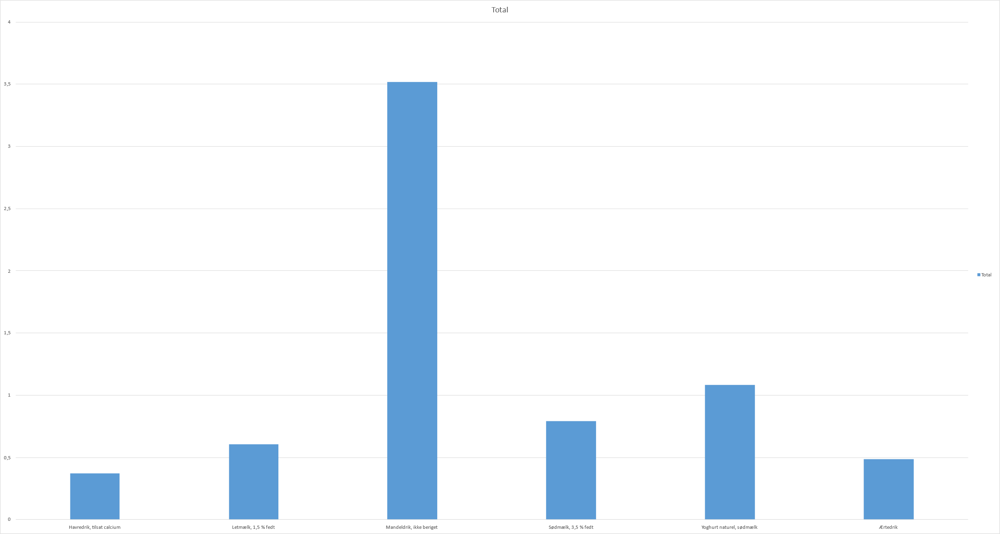 Total
4
3,5
3
2,5
2
1,5
1
0,5
0
Total
Havredrik, tilsat calcium
Letmælk, 1,5 % fedt
Mandeldrik, ikke beriget
Sødmælk, 3,5 % fedt
Yoghurt naturel, sødmælk
Ærtedrik